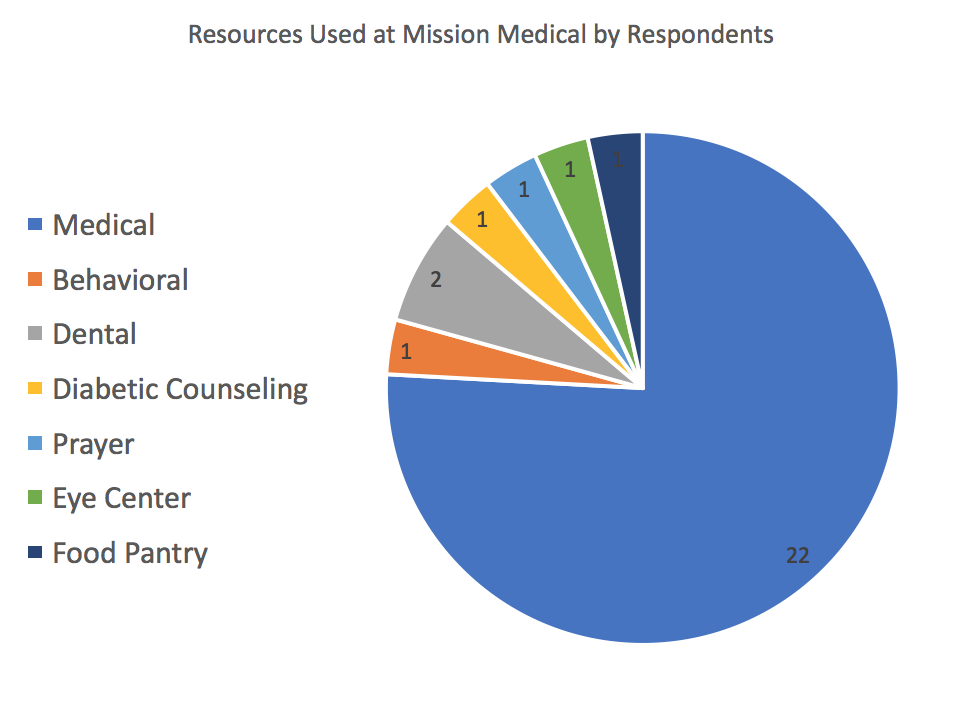 Resources Used at Mission Medical by Respondents
Medical
Behavioral
Dental
Diabetic Counseling
Prayer
Eye Center
Food Pantry
1
1
1
1
2
1
22